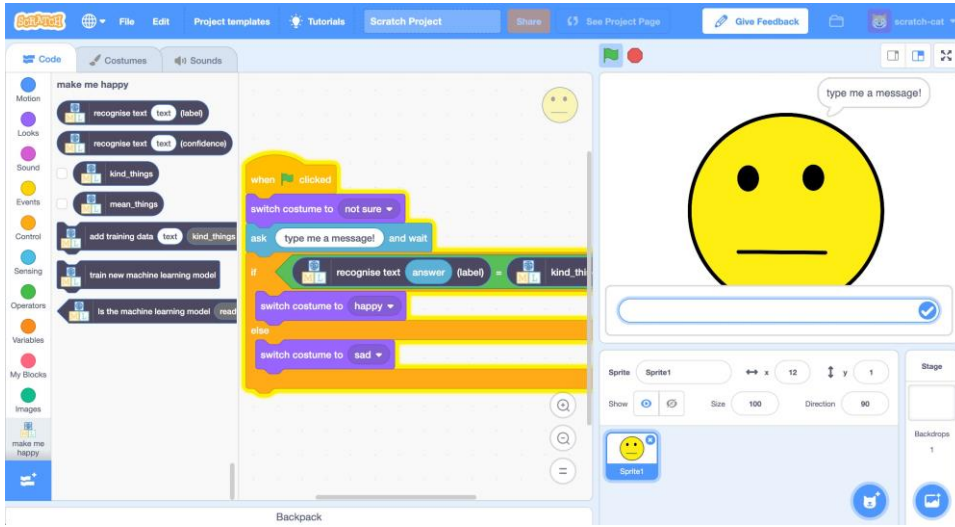 SCRATCH File Edit Project templates Tutorials Scratch Project Share See Project Page Give Feedback scratch-cat
Code Costumes Sounds
Motion
Looks
Sound
Events
Control
Sensing
Operators
Variables
My Blocks
Images
make me
happy
make me happy
recognise text text (label)
recognise text text (confidence)
kind_things
mean_things
add training data text kind_things
train new machine learning model
Is the machine learning model read
when clicked
switch costume to not sure
ask type me a message! and wait
if recognise text answer (label) = kind_thin
switch costume to happy
else
switch costume to sad
Backpack
type me a message!
Sprite Sprite1 x 12 y 1
Show Size 100 Direction 90
Sprite1
Stage
Backdrops
1